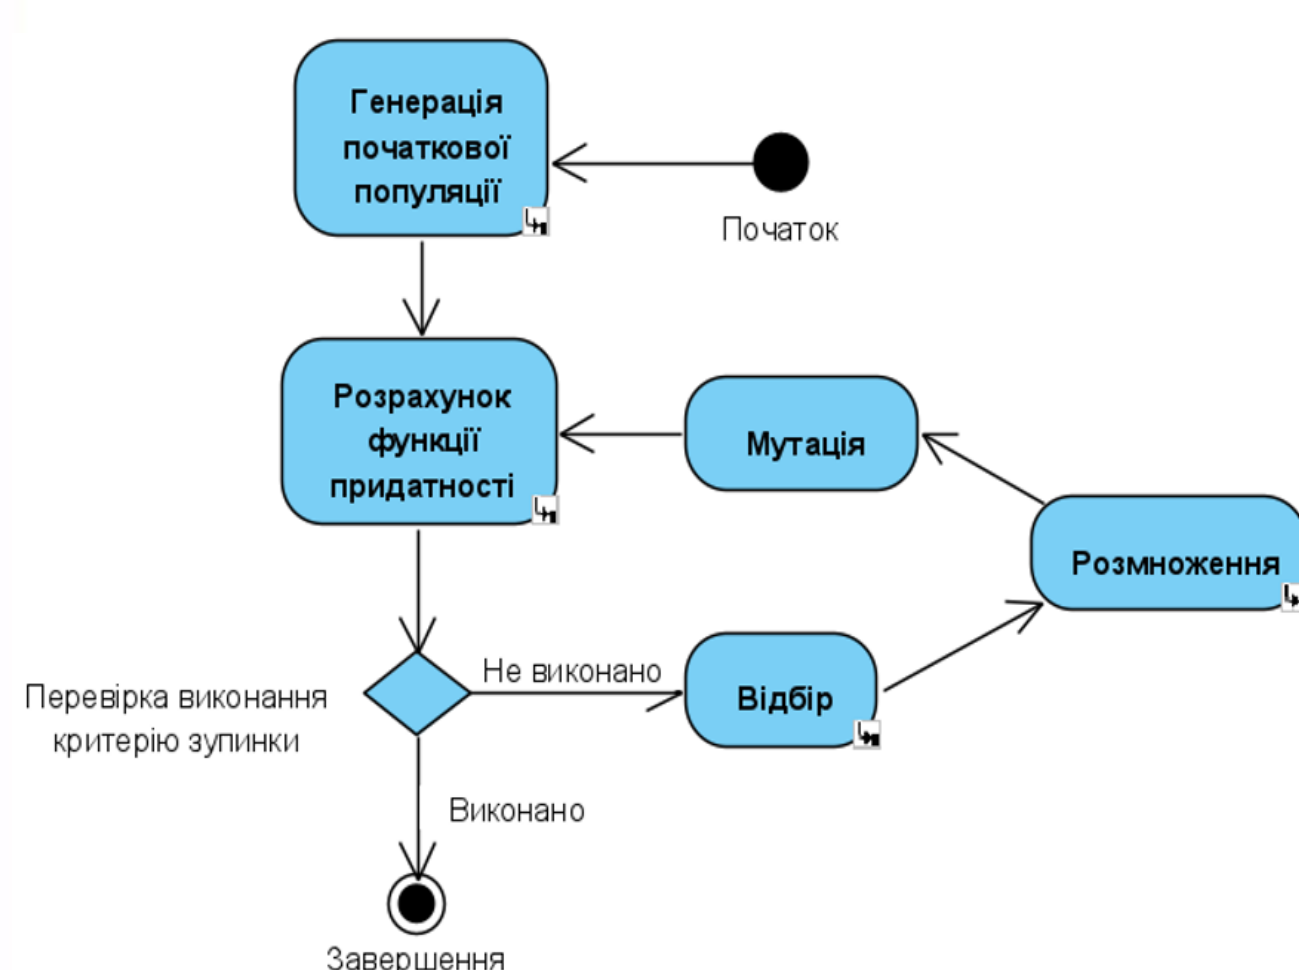 Генерація
початкової
популяції
Початок
Розрахунок
функції
придатності
Мутація
Розмноження
Не виконано
Відбір
Перевірка виконання
критерію зупинки
Виконано
Завершення